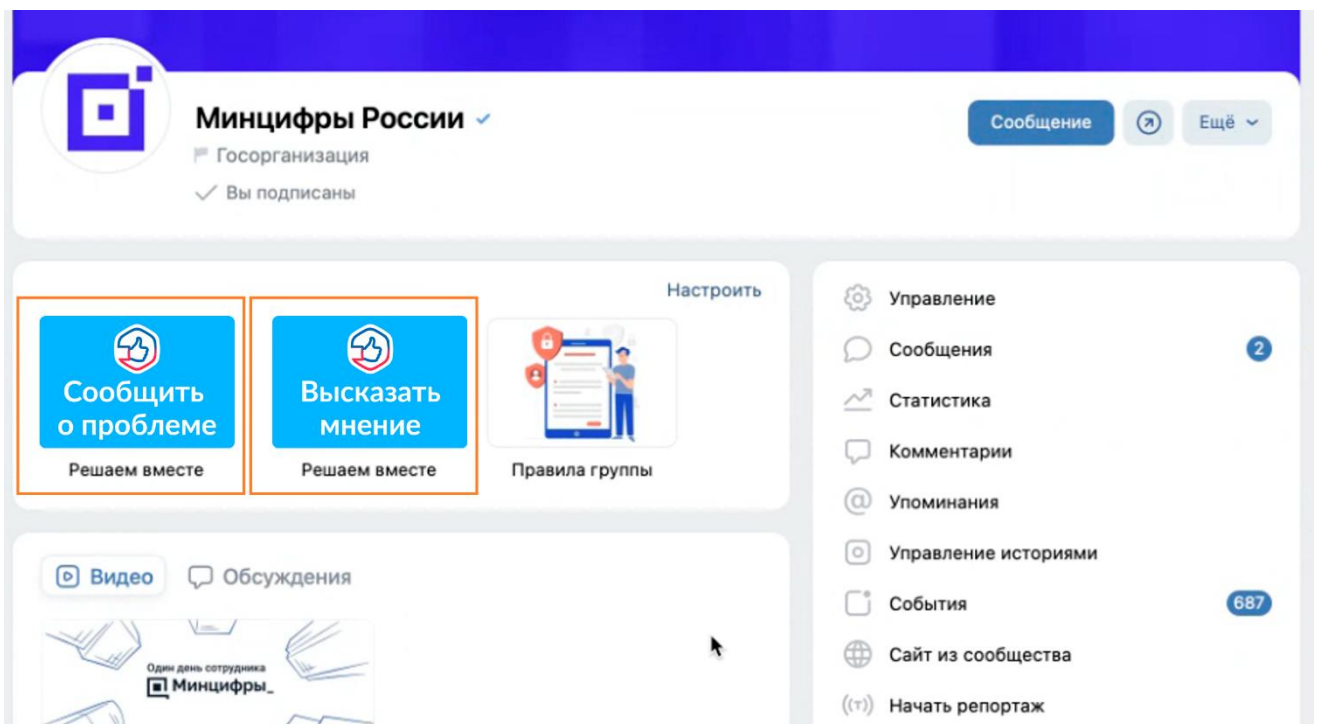 Минцифры России
Госорганизация
Вы подписаны
Сообщение
Ещё
Настроить
Сообщить
о проблеме
Решаем вместе
Высказать
мнение
Решаем вместе
Правила группы
Видео
Обсуждения
Один день сотрудника
Минцифры_
Управление
Сообщения
2
Статистика
Комментарии
@ Упоминания
Управление историями
События
687
Сайт из сообщества
((т)) Начать репортаж